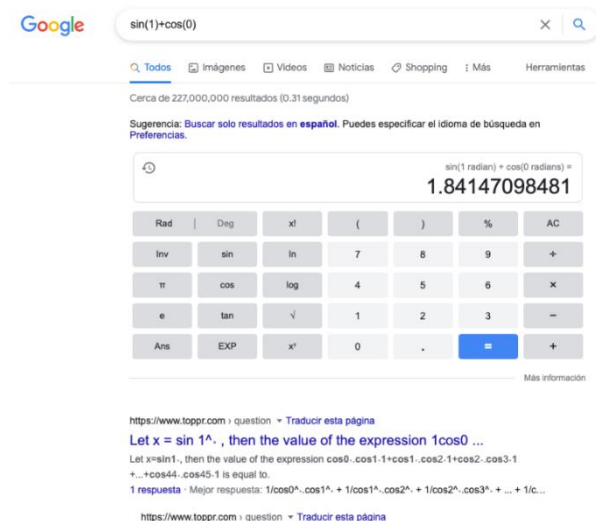 Google
sin(1)+cos(0)
Todos Imágenes Videos Noticias Shopping Más Herramientas
Cerca de 227,000,000 resultados (0.31 segundos)
Sugerencia: Buscar solo resultados en español. Puedes especificar el idioma de búsqueda en
Preferencias.
sin(1 radian) + cos(0 radians) =
1.84147098481
Rad | Deg x! ( ) % AC
Inv sin ln 7 8 9 ÷
π cos log 4 5 6 ×
e tan √ 1 2 3 −
Ans EXP xʸ 0 . = +
Más información
https://www.toppr.com › question Traducir esta página
Let x = sin 1^∘ , then the value of the expression 1cos0 ...
Let x=sin1∘, then the value of the expression cos0∘.cos1∘1+cos1∘.cos2∘1+cos2∘.cos3∘1
+...+cos44∘.cos45∘1 is equal to.
1 respuesta · Mejor respuesta: 1/cos0^∘.cos1^∘ + 1/cos1^∘.cos2^∘ + 1/cos2^∘.cos3^∘ + ... + 1/c...
https://www.toppr.com › question Traducir esta página